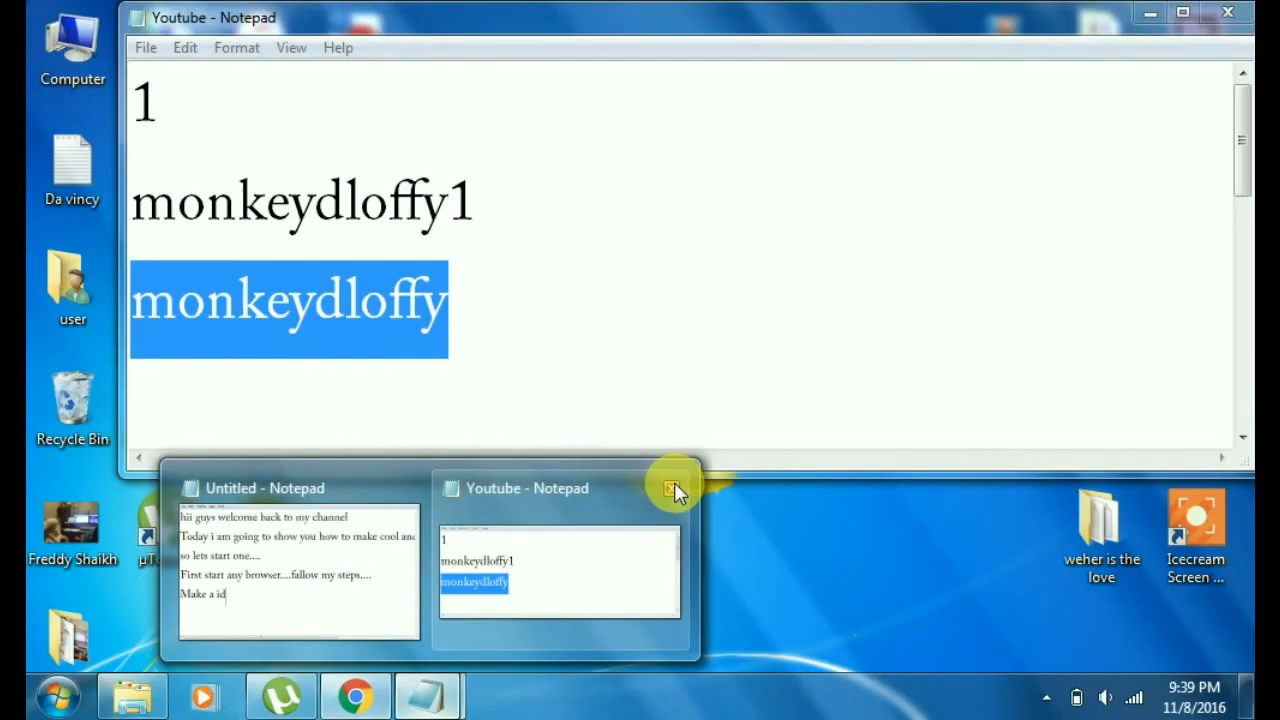 Youtube - Notepad
File Edit Format View Help
1
monkeydloffy1
monkeydloffy
Computer
Da vincy
user
Recycle Bin
Freddy Shaikh
weher is the
love
Icecream
Screen ...
Untitled - Notepad
hii guys welcome back to my channel
Today i am going to show you how to make cool and
so lets start one....
First start any browser....fallow my steps....
Make a id
Youtube - Notepad
1
monkeydloffy1
monkeydloffy
9:39 PM
11/8/2016